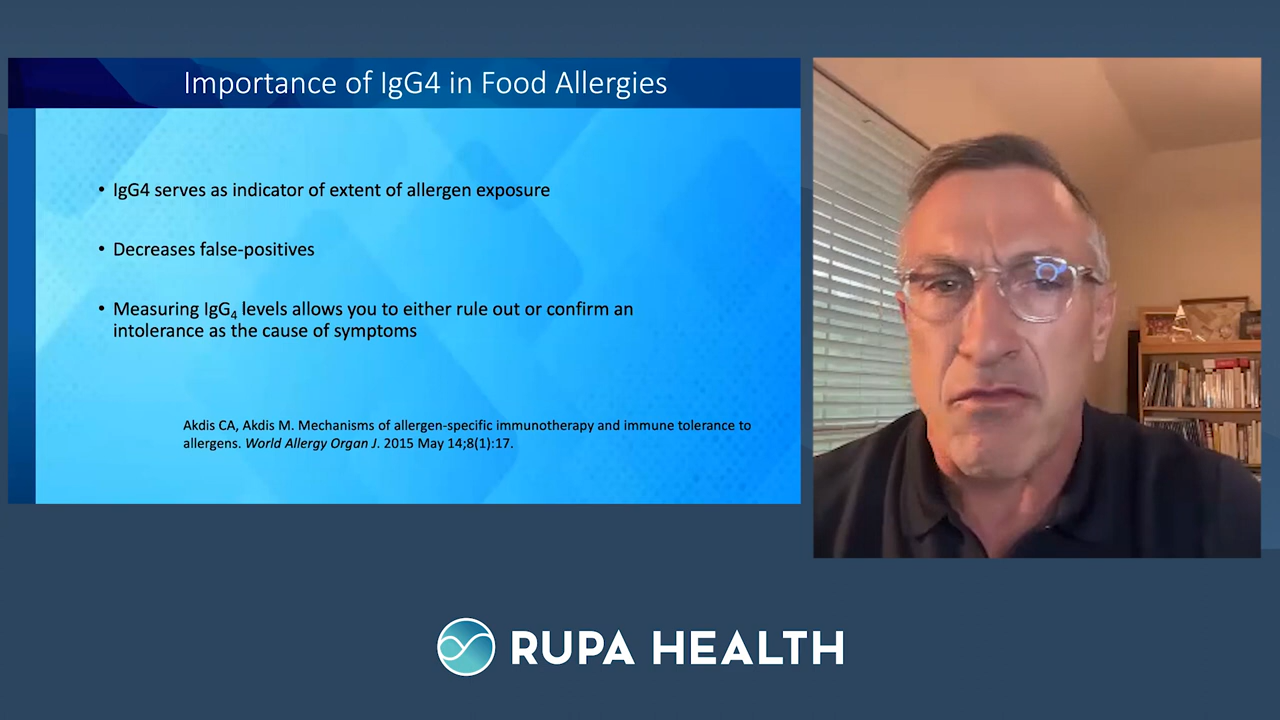 Importance of IgG4 in Food Allergies
• IgG4 serves as indicator of extent of allergen exposure
• Decreases false-positives
• Measuring IgG₄ levels allows you to either rule out or confirm an
intolerance as the cause of symptoms
Akdis CA, Akdis M. Mechanisms of allergen-specific immunotherapy and immune tolerance to
allergens. World Allergy Organ J. 2015 May 14;8(1):17.
RUPA HEALTH